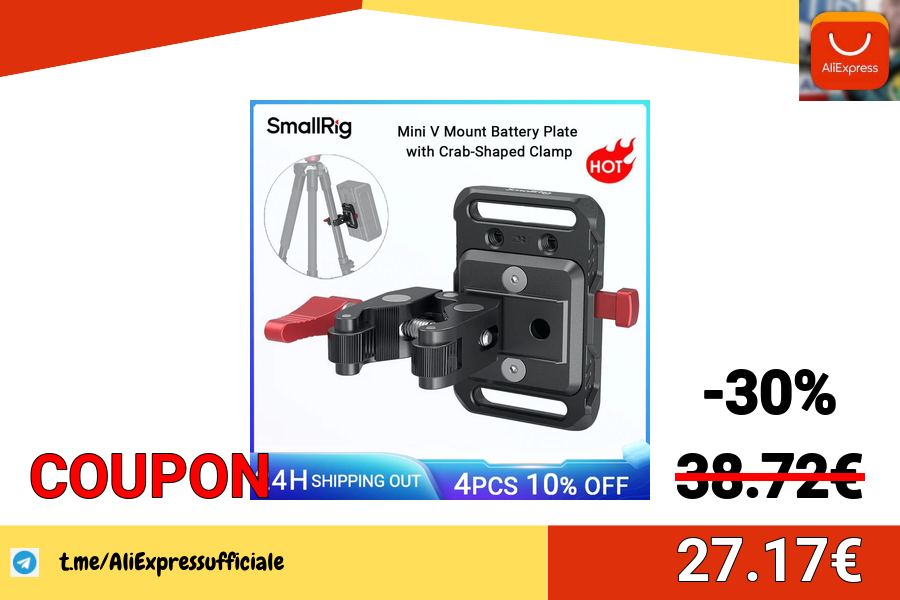 AliExpress
SmallRig
Mini V Mount Battery Plate
with Crab-Shaped Clamp
HOT
SmallRig
-30%
COUPON
4H SHIPPING OUT
4PCS 10% OFF
38.72€
t.me/AliExpressufficiale
27.17€